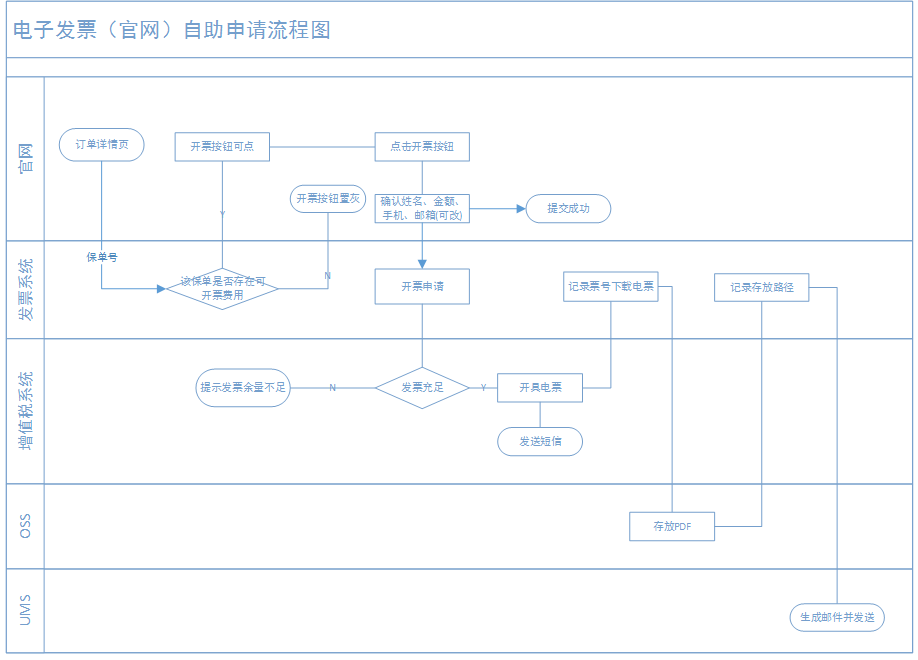 电子发票（官网）自助申请流程图
官网
订单详情页
开票按钮可点
点击开票按钮
开票按钮置灰
确认姓名、金额、
手机、邮箱(可改)
提交成功
Y
发票系统
保单号
N
该保单是否存在可
开票费用
开票申请
记录票号下载电票
记录存放路径
增值税系统
提示发票余量不足
N
发票充足
Y
开具电票
发送短信
OSS
存放PDF
UMS
生成邮件并发送